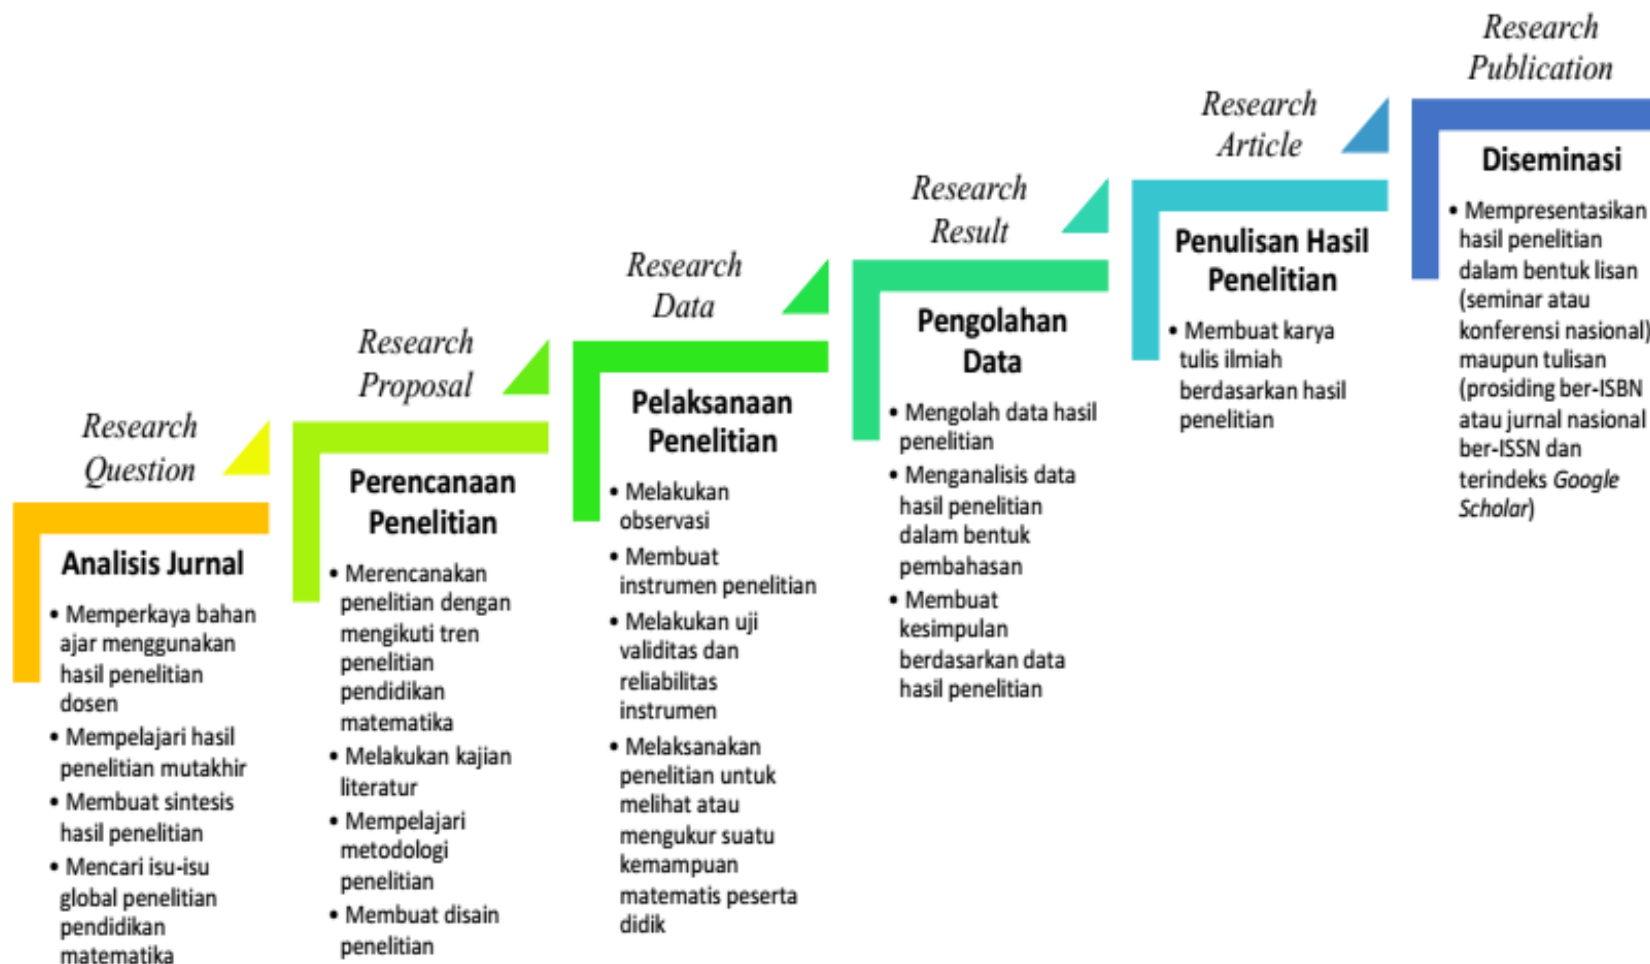 Research
Question
Analisis Jurnal
• Memperkaya bahan
ajar menggunakan
hasil penelitian
dosen
• Mempelajari hasil
penelitian mutakhir
• Membuat sintesis
hasil penelitian
• Mencari isu-isu
global penelitian
pendidikan
matematika
Research
Proposal
Perencanaan
Penelitian
• Merencanakan
penelitian dengan
mengikuti tren
penelitian
pendidikan
matematika
• Melakukan kajian
literatur
• Mempelajari
metodologi
penelitian
• Membuat disain
penelitian
Research
Data
Pelaksanaan
Penelitian
• Melakukan
observasi
• Membuat
instrumen penelitian
• Melakukan uji
validitas dan
reliabilitas
instrumen
• Melaksanakan
penelitian untuk
melihat atau
mengukur suatu
kemampuan
matematis peserta
didik
Research
Result
Pengolahan
Data
• Mengolah data hasil
penelitian
• Menganalisis data
hasil penelitian
dalam bentuk
pembahasan
• Membuat
kesimpulan
berdasarkan data
hasil penelitian
Research
Article
Penulisan Hasil
Penelitian
• Membuat karya
tulis ilmiah
berdasarkan hasil
penelitian
Research
Publication
Diseminasi
• Mempresentasikan
hasil penelitian
dalam bentuk lisan
(seminar atau
konferensi nasional)
maupun tulisan
(prosiding ber-ISBN
atau jurnal nasional
ber-ISSN dan
terindeks Google
Scholar)